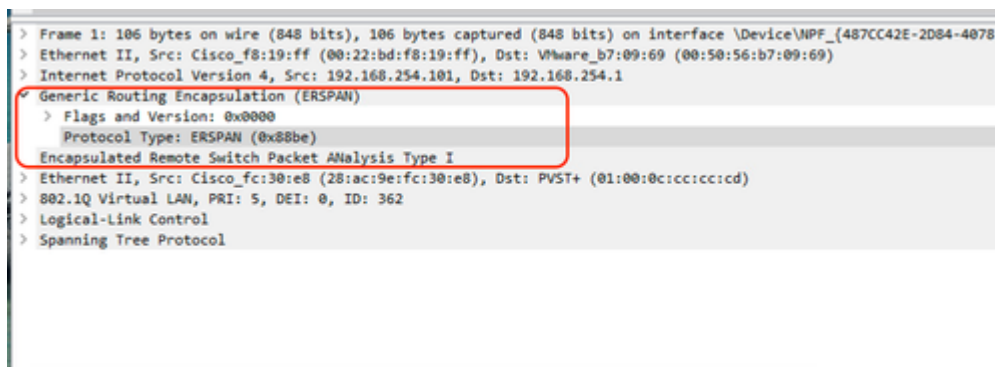 > Frame 1: 106 bytes on wire (848 bits), 106 bytes captured (848 bits) on interface \Device\NPF_{487CC42E-2D84-4078
> Ethernet II, Src: Cisco_f8:19:ff (00:22:bd:f8:19:ff), Dst: VMware_b7:09:69 (00:50:56:b7:09:69)
> Internet Protocol Version 4, Src: 192.168.254.101, Dst: 192.168.254.1
Generic Routing Encapsulation (ERSPAN)
> Flags and Version: 0x0000
Protocol Type: ERSPAN (0x88be)
Encapsulated Remote Switch Packet ANalysis Type I
> Ethernet II, Src: Cisco_fc:30:e8 (28:ac:9e:fc:30:e8), Dst: PVST+ (01:00:0c:cc:cc:cd)
> 802.1Q Virtual LAN, PRI: 5, DEI: 0, ID: 362
> Logical-Link Control
> Spanning Tree Protocol